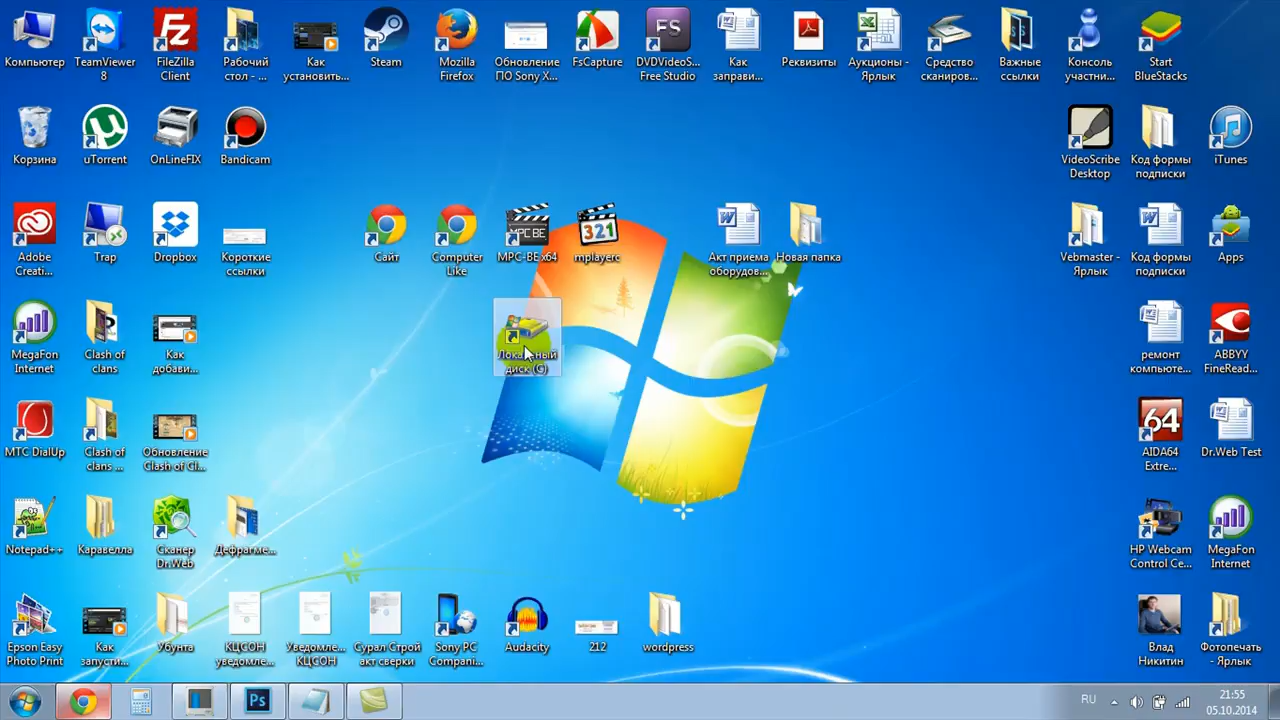 Компьютер
TeamViewer
8
FileZilla
Client
Рабочий
стол - ...
Как
установить...
Steam
Mozilla
Firefox
Обновление
ПО Sony X...
FsCapture
FS
DVDVideoS...
Free Studio
Как
заправи...
Реквизиты
Аукционы -
Ярлык
Средство
сканиров...
Важные
ссылки
Консоль
участни...
Start
BlueStacks
Корзина
uTorrent
OnLineFIX
Bandicam
VideoScribe
Desktop
Код формы
подписки
iTunes
Adobe
Creati...
Trap
Dropbox
Короткие
ссылки
Сайт
Computer
Like
MPC-BE x64
321
mplayerc
Акт приема
оборудов...
Новая папка
Vebmaster -
Ярлык
Код формы
подписки
Apps
MegaFon
Internet
Clash of
clans
Как
добави...
Локальный
диск (G)
ремонт
компьюте...
ABBYY
FineRead...
МТС DialUp
Clash of
clans ...
Обновление
Clash of Cl...
64
AIDA64
Extre...
Dr.Web Test
Notepad++
Каравелла
Сканер
Dr.Web
Дефрагме...
HP Webcam
Control Ce...
MegaFon
Internet
Epson Easy
Photo Print
Как
запусти...
Убунта
КЦСОН
уведомле...
Уведомле...
КЦСОН
Сурал Строй
акт сверки
Sony PC
Compani...
Audacity
212
wordpress
Влад
Никитин
Фотопечать
- Ярлык
Ps
RU
21:55
05.10.2014